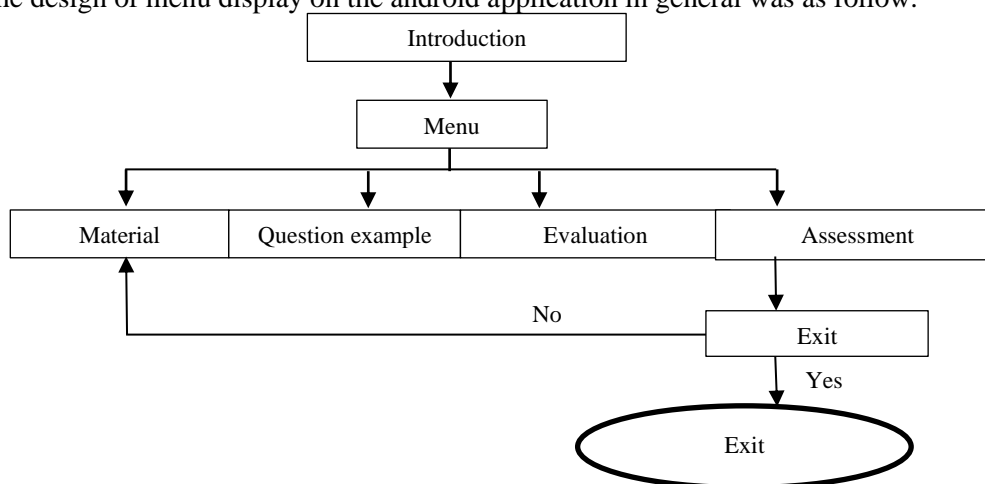 he design of menu display on the android application in general was as follow:
Introduction
Menu
Material Question example Evaluation Assessment
No
Exit
Yes
Exit